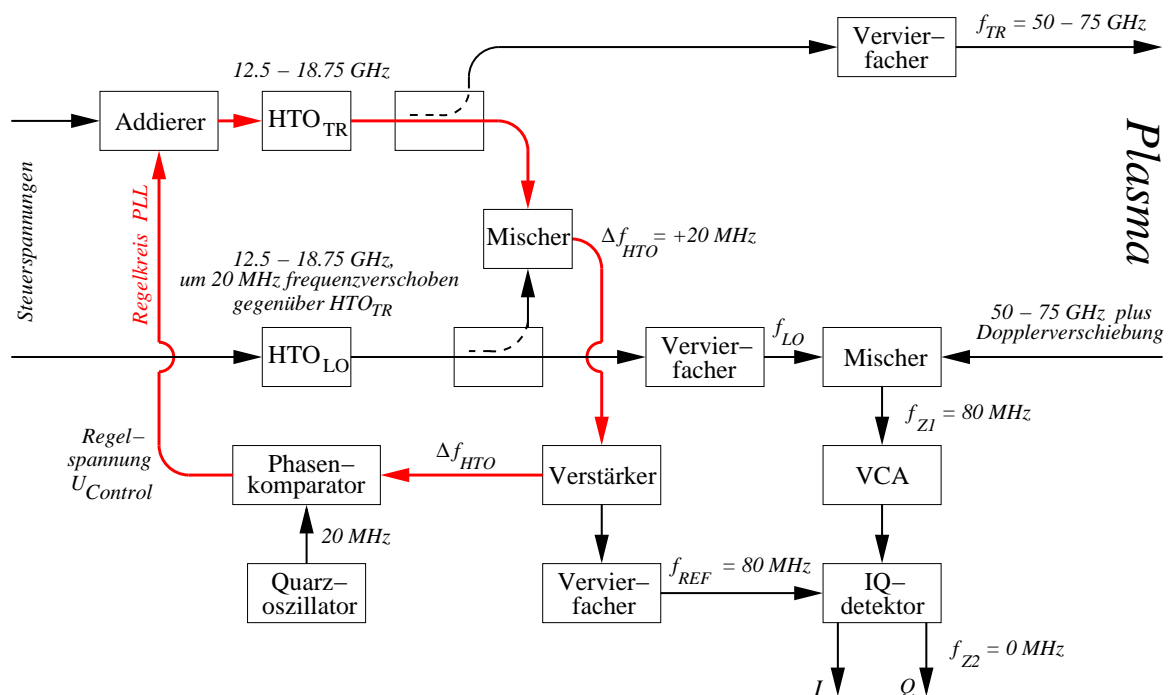 f_TR = 50 – 75 GHz
Vervier–
facher
12.5 – 18.75 GHz
Addierer
HTO_TR
Plasma
Steuerspannungen
Regelkreis PLL
Mischer
Δf_HTO = +20 MHz
12.5 – 18.75 GHz,
um 20 MHz frequenzverschoben
gegenüber HTO_TR
50 – 75 GHz plus
Dopplerverschiebung
HTO_LO
Vervier–
facher
f_LO
Mischer
f_Z1 = 80 MHz
Regel–
spannung
U_Control
Phasen–
komparator
Δf_HTO
Verstärker
VCA
20 MHz
Quarz–
oszillator
Vervier–
facher
f_REF = 80 MHz
IQ–
detektor
f_Z2 = 0 MHz
I
Q